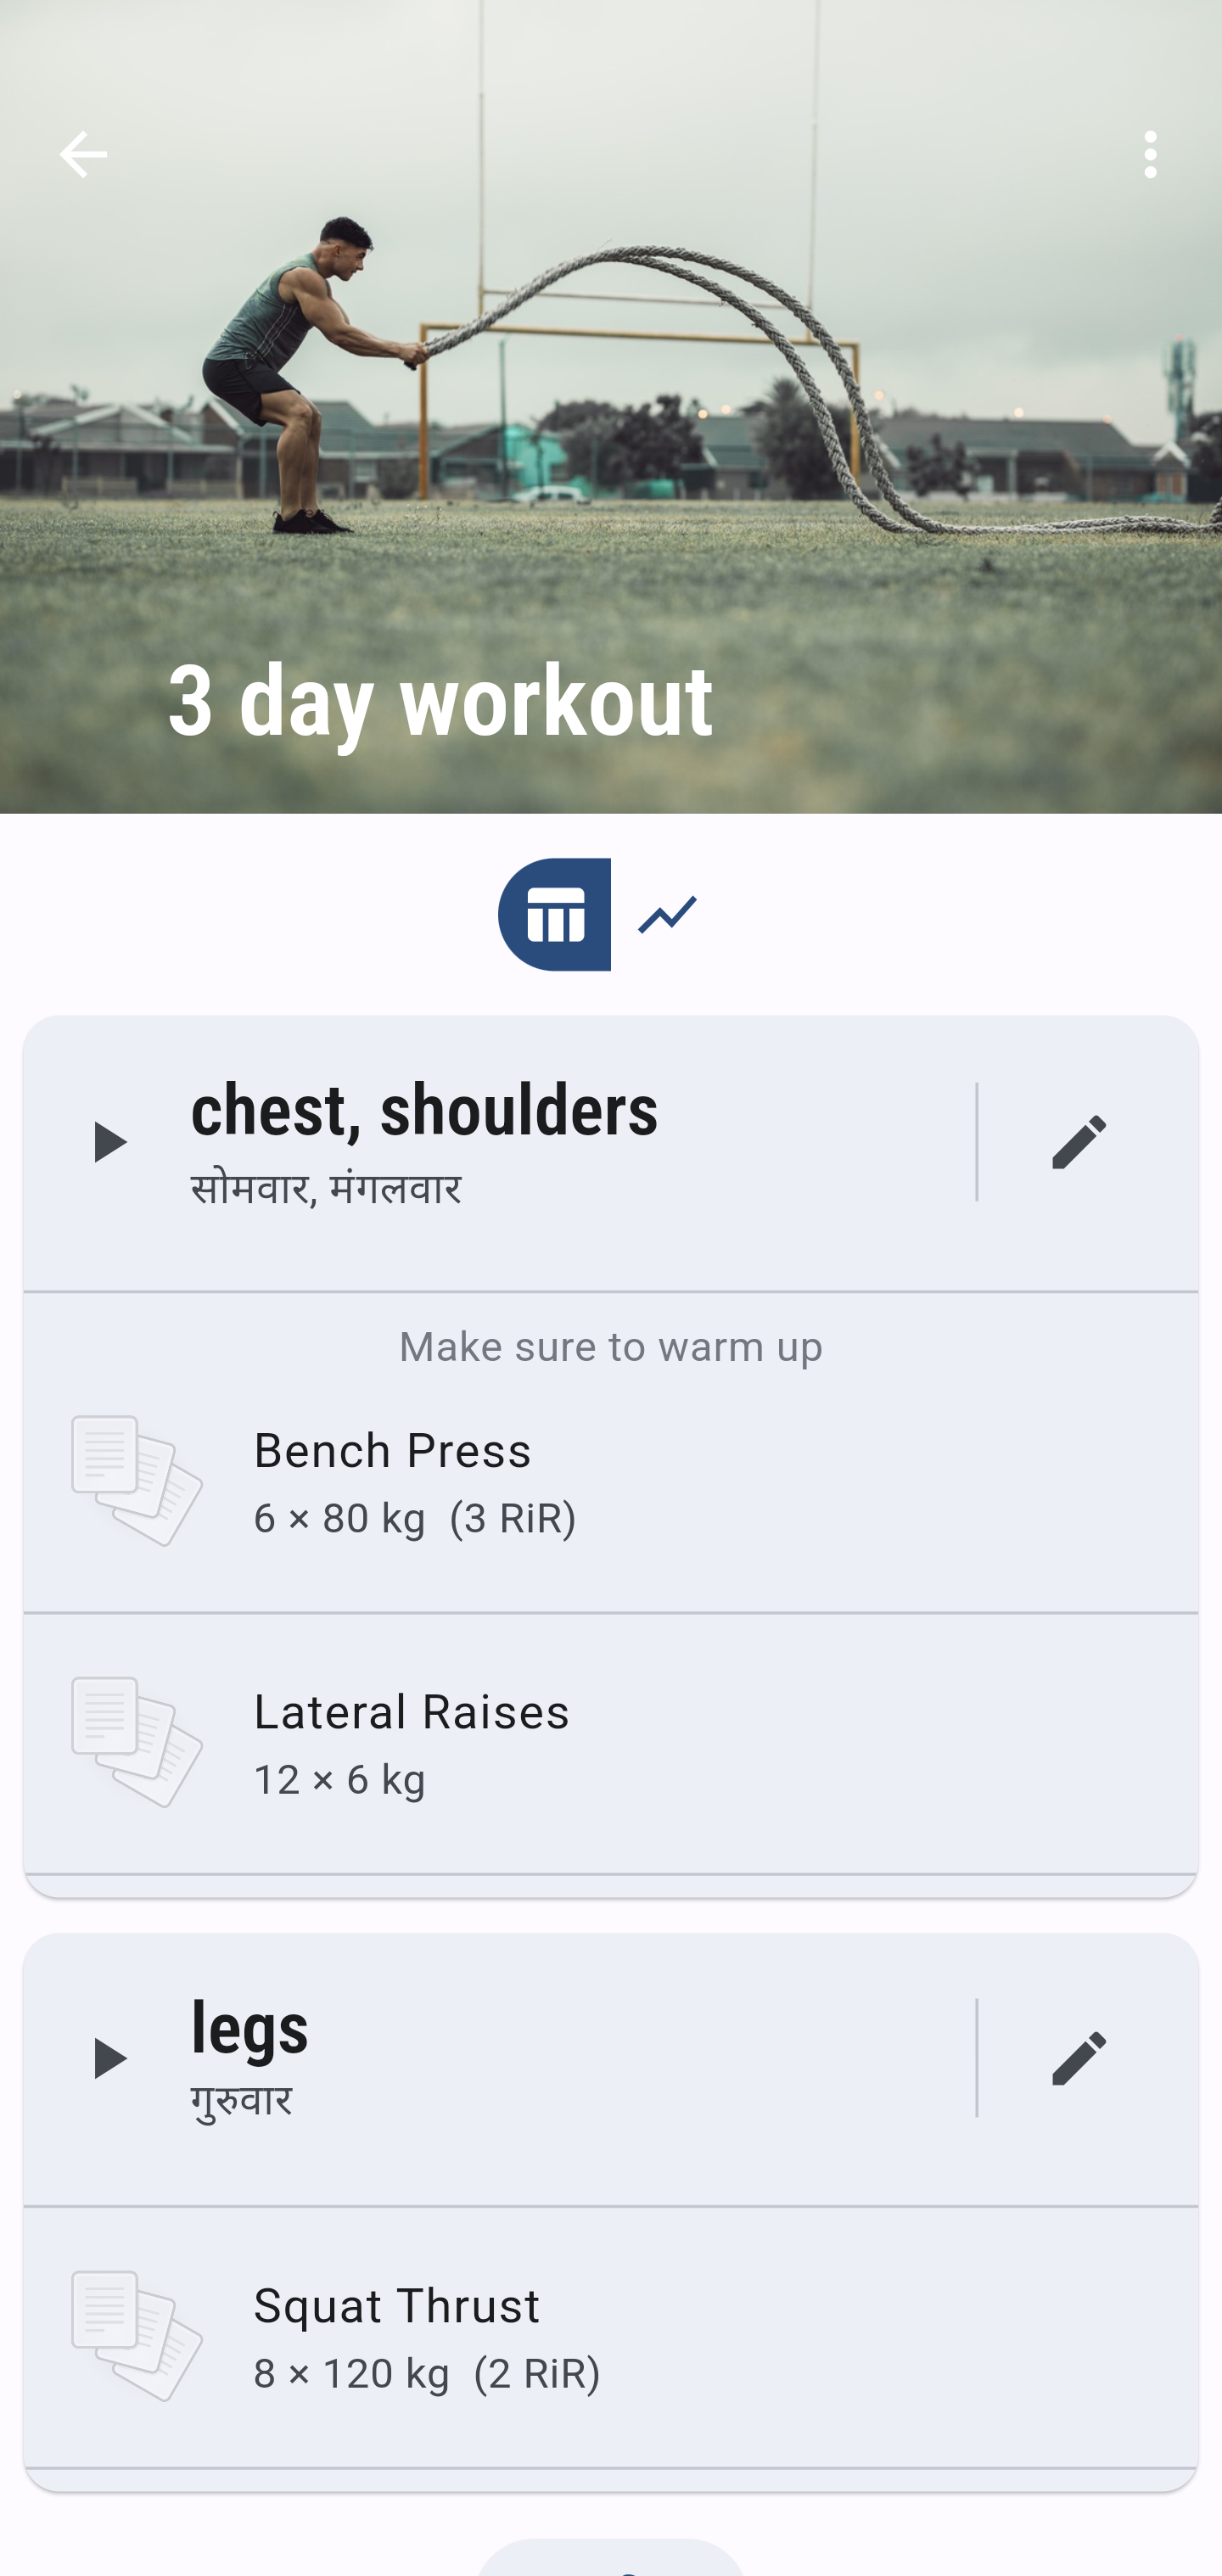 3 day workout
chest, shoulders
सोमवार, मंगलवार
Make sure to warm up
Bench Press
6 × 80 kg (3 RiR)
Lateral Raises
12 × 6 kg
legs
गुरुवार
Squat Thrust
8 × 120 kg (2 RiR)